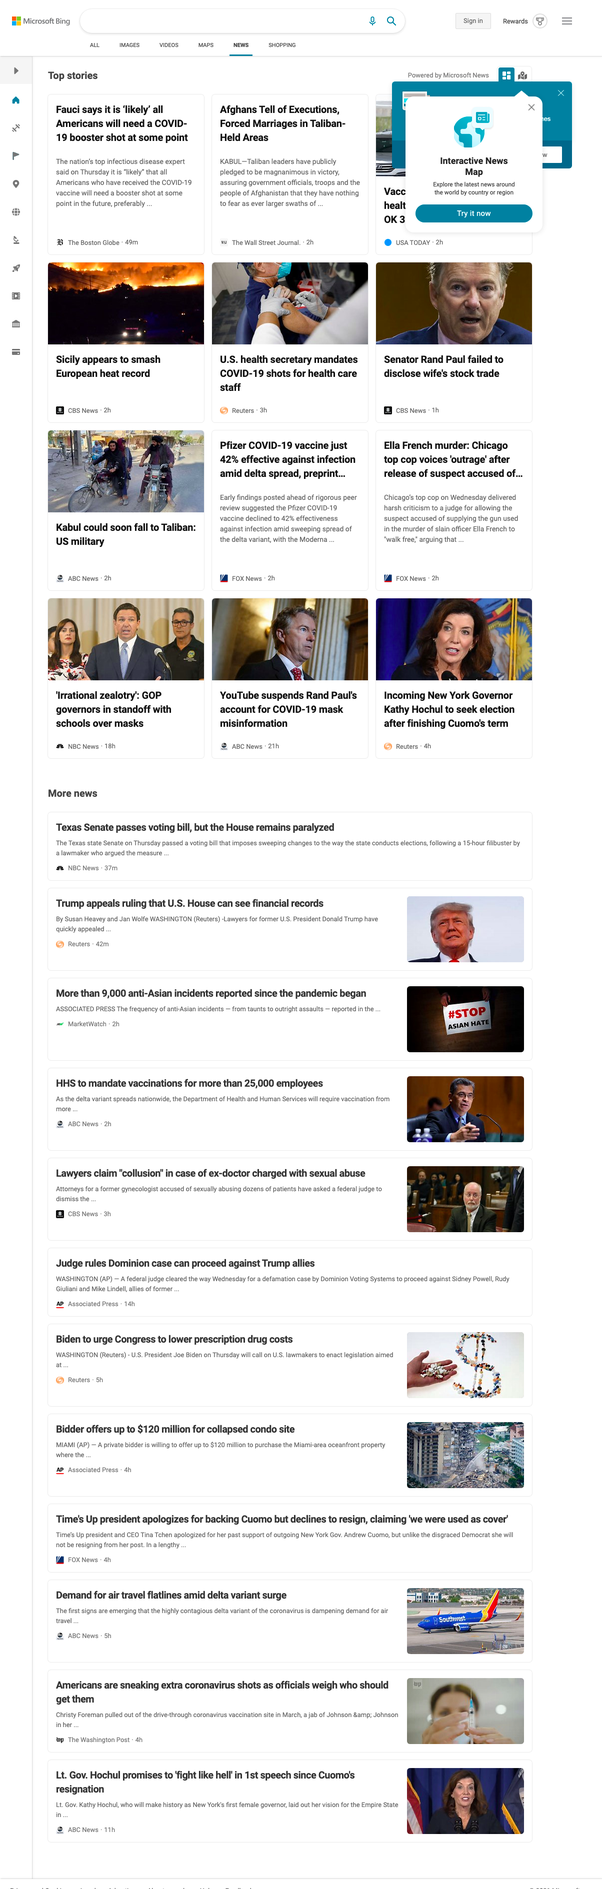 Microsoft Bing
Sign in
Rewards
ALL
IMAGES
VIDEOS
MAPS
NEWS
SHOPPING
Top stories
Powered by Microsoft News
Interactive News
Map
Explore the latest news around
the world by country or region
Try it now
Fauci says it is 'likely' all
Americans will need a COVID-
19 booster shot at some point
The nation's top infectious disease expert
said on Thursday it is "likely" that all
Americans who have received the COVID-19
vaccine will need a booster shot at some
point in the future, preferably ...
The Boston Globe · 49m
Afghans Tell of Executions,
Forced Marriages in Taliban-
Held Areas
KABUL—Taliban leaders have publicly
pledged to be magnanimous in victory,
assuring government officials, troops and the
people of Afghanistan that they have nothing
to fear as ever larger swaths of ...
The Wall Street Journal. · 2h
Vacc
healt
OK 3
USA TODAY · 2h
Sicily appears to smash
European heat record
CBS News · 2h
U.S. health secretary mandates
COVID-19 shots for health care
staff
Reuters · 3h
Senator Rand Paul failed to
disclose wife's stock trade
CBS News · 1h
Kabul could soon fall to Taliban:
US military
ABC News · 2h
Pfizer COVID-19 vaccine just
42% effective against infection
amid delta spread, preprint...
Early findings posted ahead of rigorous peer
review suggested the Pfizer COVID-19
vaccine declined to 42% effectiveness
against infection amid sweeping spread of
the delta variant, with the Moderna ...
FOX News · 2h
Ella French murder: Chicago
top cop voices 'outrage' after
release of suspect accused of...
Chicago's top cop on Wednesday delivered
harsh criticism to a judge for allowing the
suspect accused of supplying the gun used
in the murder of slain officer Ella French to
"walk free," arguing that ...
FOX News · 2h
'Irrational zealotry': GOP
governors in standoff with
schools over masks
NBC News · 18h
YouTube suspends Rand Paul's
account for COVID-19 mask
misinformation
ABC News · 21h
Incoming New York Governor
Kathy Hochul to seek election
after finishing Cuomo's term
Reuters · 4h
More news
Texas Senate passes voting bill, but the House remains paralyzed
The Texas state Senate on Thursday passed a voting bill that imposes sweeping changes to the way the state conducts elections, following a 15-hour filibuster by
a lawmaker who argued the measure ...
NBC News · 37m
Trump appeals ruling that U.S. House can see financial records
By Susan Heavey and Jan Wolfe WASHINGTON (Reuters) -Lawyers for former U.S. President Donald Trump have
quickly appealed ...
Reuters · 42m
More than 9,000 anti-Asian incidents reported since the pandemic began
ASSOCIATED PRESS The frequency of anti-Asian incidents — from taunts to outright assaults — reported in the ...
MarketWatch · 2h
#STOP
ASIAN HATE
HHS to mandate vaccinations for more than 25,000 employees
As the delta variant spreads nationwide, the Department of Health and Human Services will require vaccination from
more ...
ABC News · 2h
Lawyers claim "collusion" in case of ex-doctor charged with sexual abuse
Attorneys for a former gynecologist accused of sexually abusing dozens of patients have asked a federal judge to
dismiss the ...
CBS News · 3h
Judge rules Dominion case can proceed against Trump allies
WASHINGTON (AP) — A federal judge cleared the way Wednesday for a defamation case by Dominion Voting Systems to proceed against Sidney Powell, Rudy
Giuliani and Mike Lindell, allies of former ...
Associated Press · 14h
Biden to urge Congress to lower prescription drug costs
WASHINGTON (Reuters) - U.S. President Joe Biden on Thursday will call on U.S. lawmakers to enact legislation aimed
at ...
Reuters · 5h
Bidder offers up to $120 million for collapsed condo site
MIAMI (AP) — A private bidder is willing to offer up to $120 million to purchase the Miami-area oceanfront property
where the ...
Associated Press · 4h
Time's Up president apologizes for backing Cuomo but declines to resign, claiming 'we were used as cover'
Time's Up president and CEO Tina Tchen apologized for her past support of outgoing New York Gov. Andrew Cuomo, but unlike the disgraced Democrat she will
not be resigning from her post. In a lengthy ...
FOX News · 4h
Demand for air travel flatlines amid delta variant surge
The first signs are emerging that the highly contagious delta variant of the coronavirus is dampening demand for air
travel ...
ABC News · 5h
Southwest
Americans are sneaking extra coronavirus shots as officials weigh who should
get them
Christy Foreman pulled out of the drive-through coronavirus vaccination site in March, a jab of Johnson &amp; Johnson
in her ...
The Washington Post · 4h
Lt. Gov. Hochul promises to 'fight like hell' in 1st speech since Cuomo's
resignation
Lt. Gov. Kathy Hochul, who will make history as New York's first female governor, laid out her vision for the Empire State
in ...
ABC News · 11h